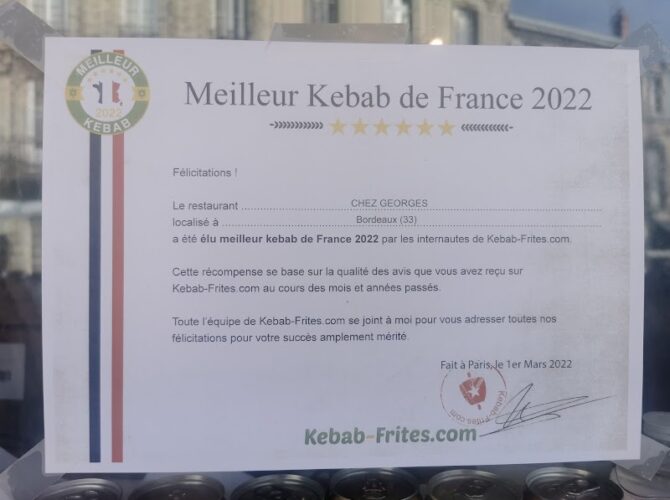 MEILLEUR
2022
KEBAB
Meilleur Kebab de France 2022
Félicitations !
Le restaurant CHEZ GEORGES
localisé à Bordeaux (33)
a été élu meilleur kebab de France 2022 par les internautes de Kebab-Frites.com.
Cette récompense se base sur la qualité des avis que vous avez reçu sur
Kebab-Frites.com au cours des mois et années passés.
Toute l'équipe de Kebab-Frites.com se joint à moi pour vous adresser toutes nos
félicitations pour votre succès amplement mérité.
Fait à Paris, le 1er Mars 2022
Kebab-Frites.com
Kebab-Frites.com